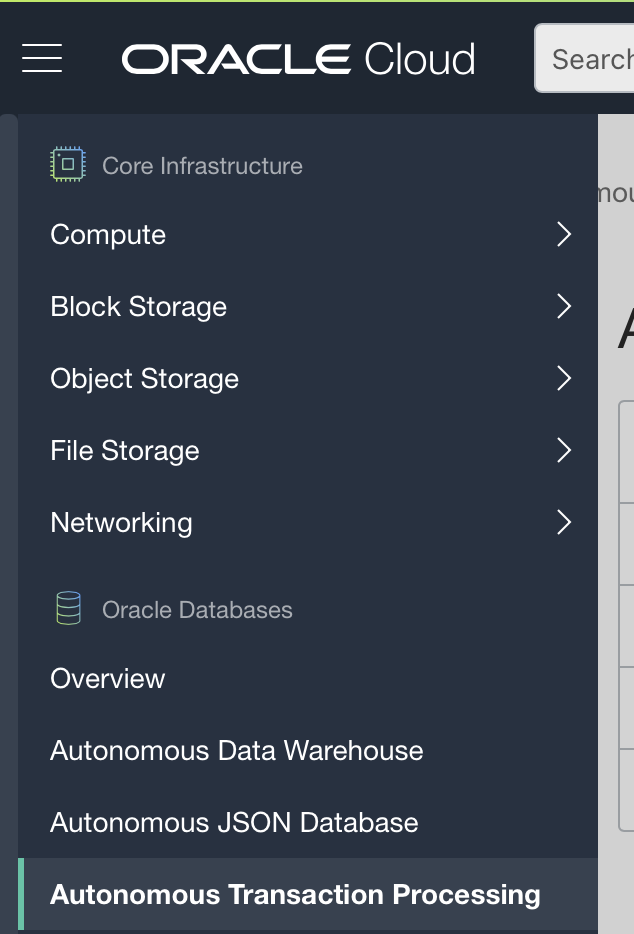 ORACLE Cloud
Search
Core Infrastructure
Compute
Block Storage
Object Storage
File Storage
Networking
Oracle Databases
Overview
Autonomous Data Warehouse
Autonomous JSON Database
Autonomous Transaction Processing